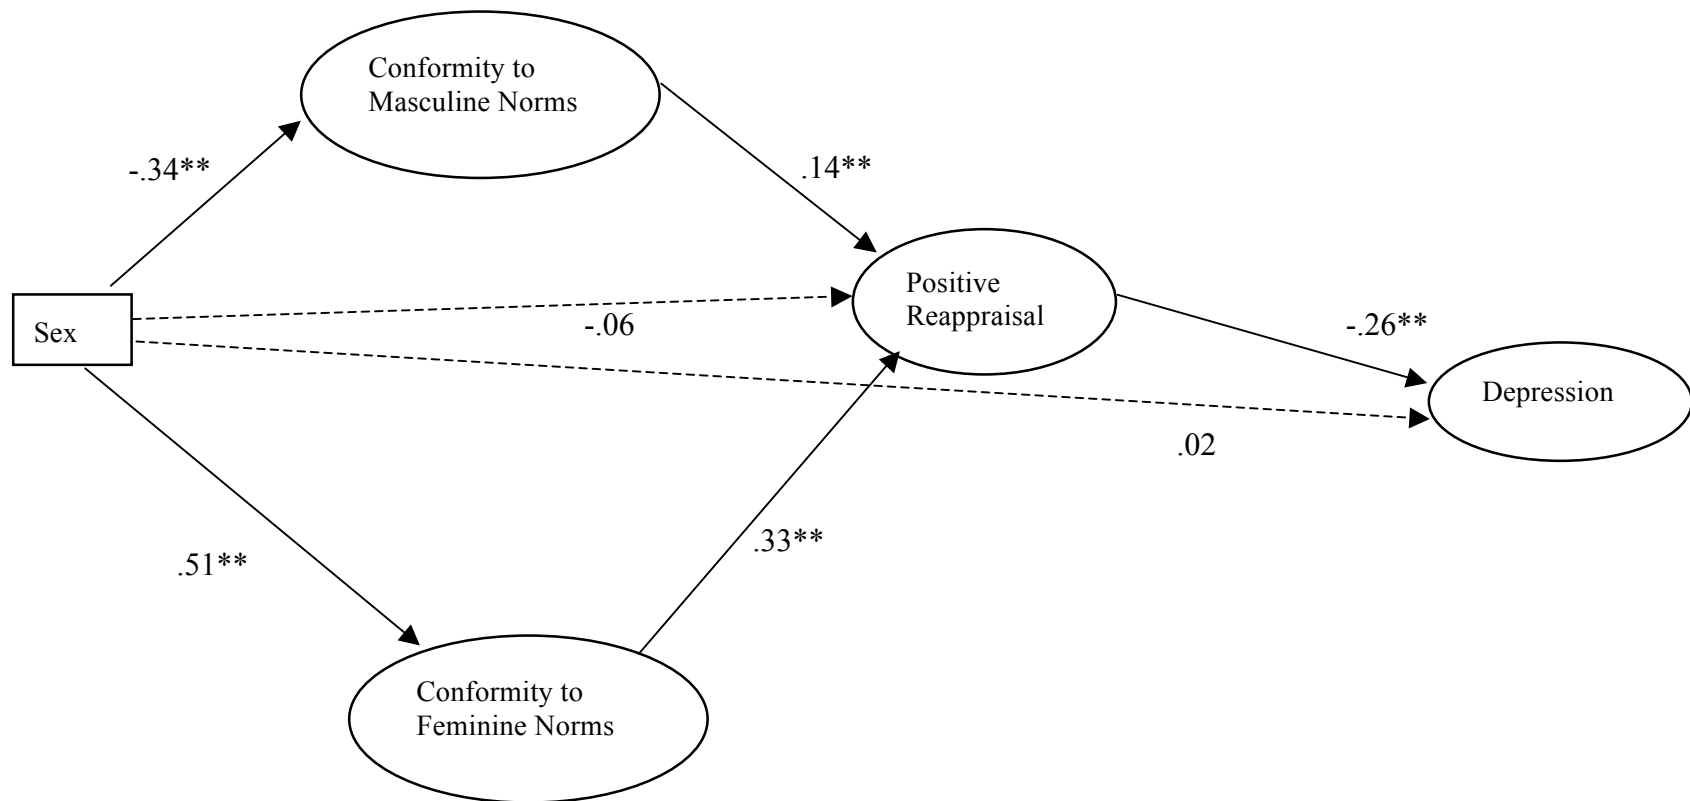 Conformity to
Masculine Norms
-.34**
.14**
Positive
Reappraisal
-.06
Sex
-.26**
Depression
.02
.33**
.51**
Conformity to
Feminine Norms